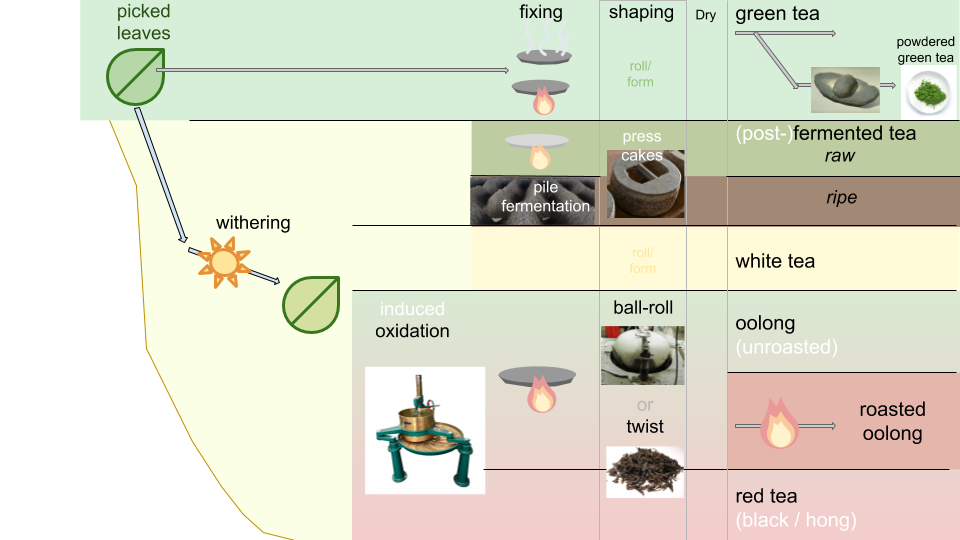 picked
leaves
fixing
shaping
Dry
green tea
powdered
green tea
roll/
form
(post-)fermented tea
raw
press
cakes
pile
fermentation
ripe
withering
roll/
form
white tea
induced
oxidation
ball-roll
oolong
(unroasted)
or
twist
roasted
oolong
red tea
(black / hong)